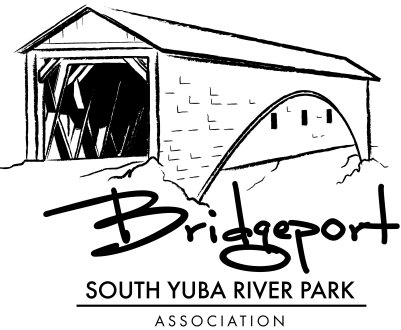 Bridgeport
SOUTH YUBA RIVER PARK
ASSOCIATION